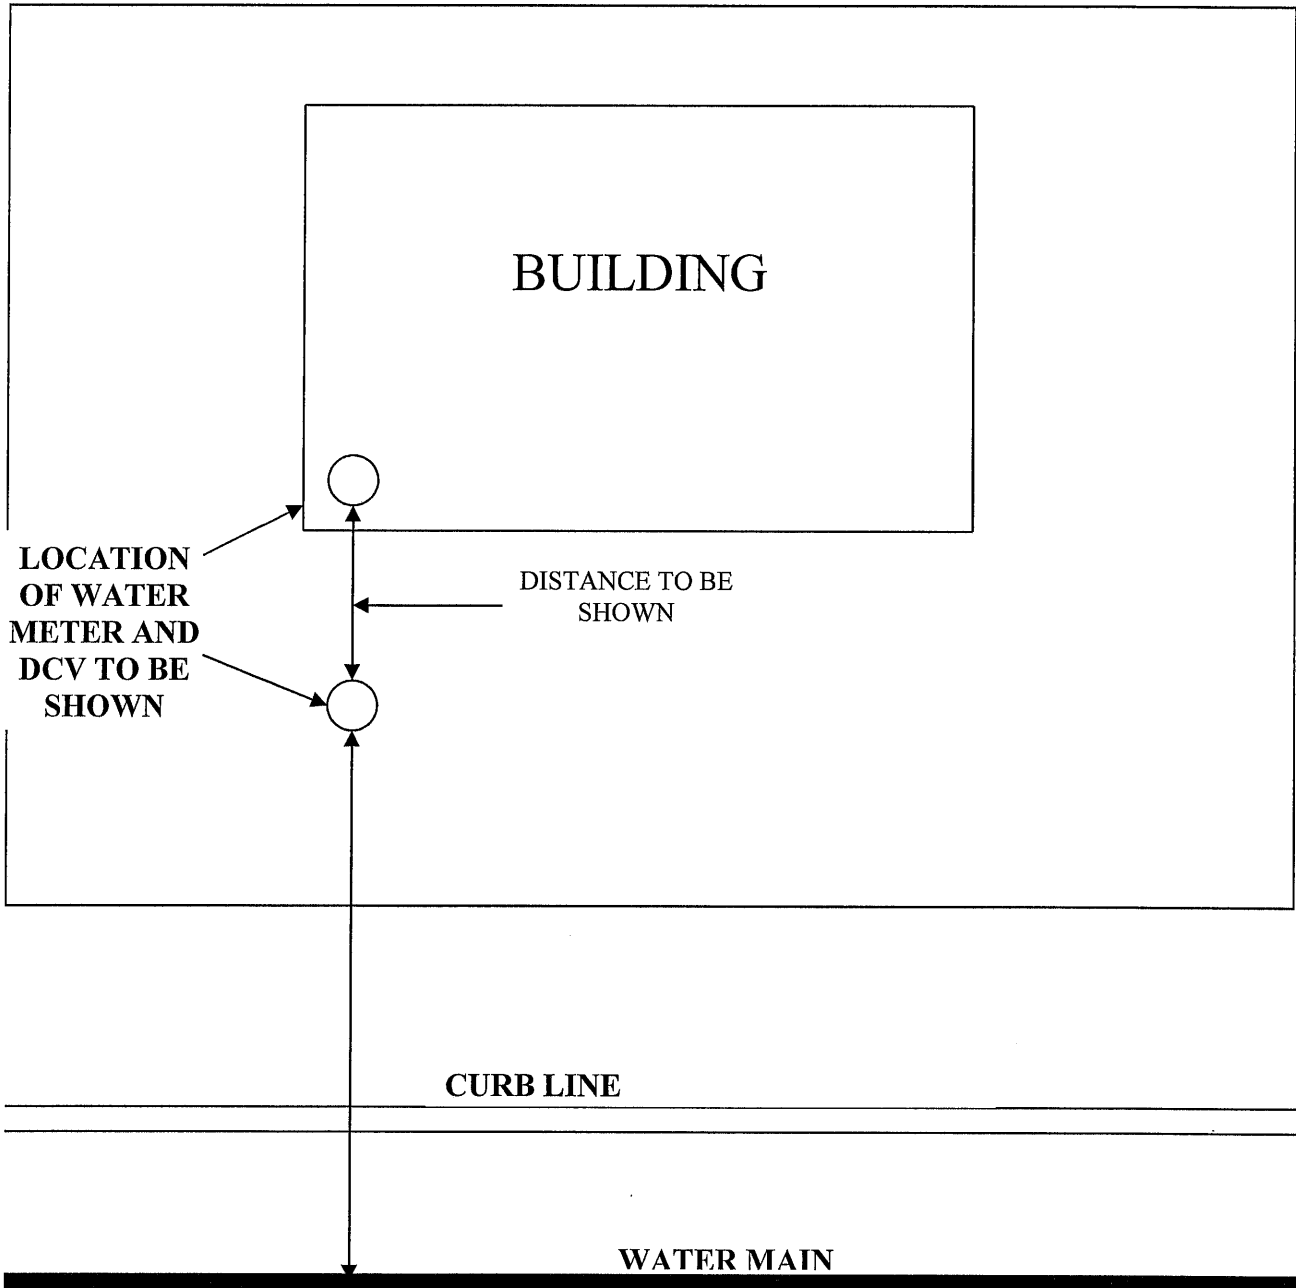 BUILDING
LOCATION
OF WATER
METER AND
DCV TO BE
SHOWN
DISTANCE TO BE
SHOWN
CURB LINE
WATER MAIN